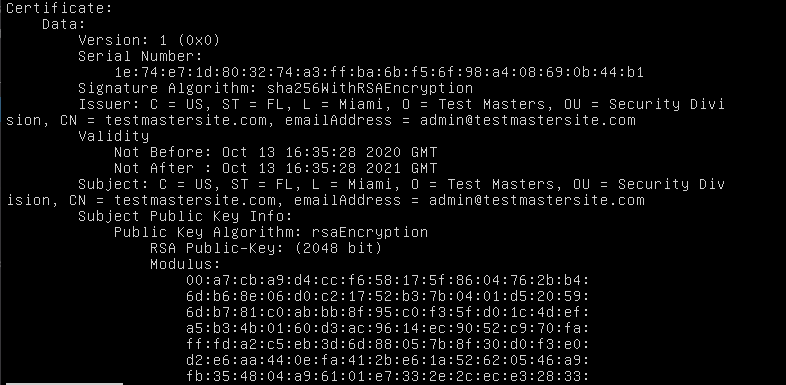 Certificate:
Data:
Version: 1 (0x0)
Serial Number:
1e:74:e7:1d:80:32:74:a3:ff:ba:6b:f5:6f:98:a4:08:69:0b:44:b1
Signature Algorithm: sha256WithRSAEncryption
Issuer: C = US, ST = FL, L = Miami, O = Test Masters, OU = Security Divi
sion, CN = testmastersite.com, emailAddress = admin@testmastersite.com
Validity
Not Before: Oct 13 16:35:28 2020 GMT
Not After : Oct 13 16:35:28 2021 GMT
Subject: C = US, ST = FL, L = Miami, O = Test Masters, OU = Security Div
ision, CN = testmastersite.com, emailAddress = admin@testmastersite.com
Subject Public Key Info:
Public Key Algorithm: rsaEncryption
RSA Public-Key: (2048 bit)
Modulus:
00:a7:cb:a9:d4:cc:f6:58:17:5f:86:04:76:2b:b4:
6d:b6:8e:06:d0:c2:17:52:b3:7b:04:01:d5:20:59:
6d:b7:81:c0:ab:bb:8f:95:c0:f3:5f:d0:1c:4d:ef:
a5:b3:4b:01:60:d3:ac:96:14:ec:90:52:c9:70:fa:
ff:fd:a2:c5:eb:3d:6d:88:05:7b:8f:30:d0:f3:e0:
d2:e6:aa:44:0e:fa:41:2b:e6:1a:52:62:05:46:a9:
fb:35:48:04:a9:61:01:e7:33:2e:2c:ec:e3:28:33: